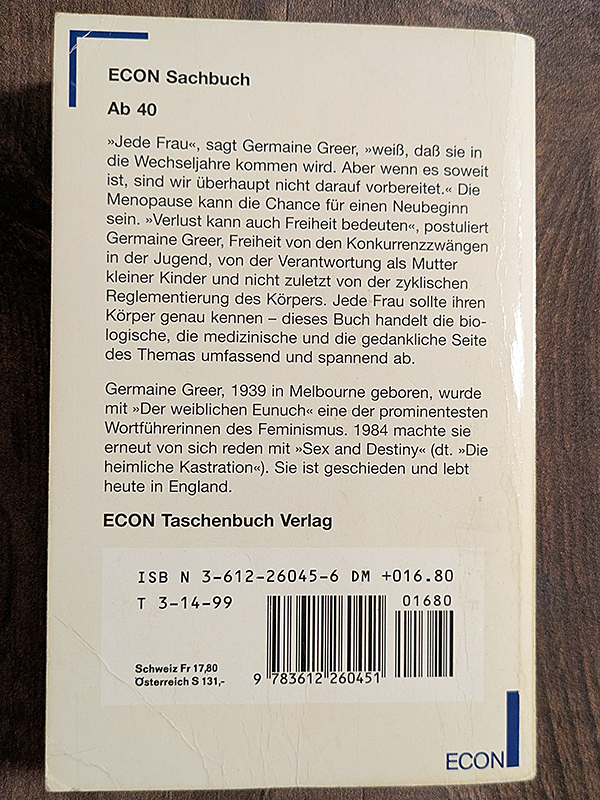 ECON Sachbuch
Ab 40
»Jede Frau«, sagt Germaine Greer, »weiß, daß sie in
die Wechseljahre kommen wird. Aber wenn es soweit
ist, sind wir überhaupt nicht darauf vorbereitet.« Die
Menopause kann die Chance für einen Neubeginn
sein. »Verlust kann auch Freiheit bedeuten«, postuliert
Germaine Greer, Freiheit von den Konkurrenzzwängen
in der Jugend, von der Verantwortung als Mutter
kleiner Kinder und nicht zuletzt von der zyklischen
Reglementierung des Körpers. Jede Frau sollte ihren
Körper genau kennen – dieses Buch handelt die bio-
logische, die medizinische und die gedankliche Seite
des Themas umfassend und spannend ab.
Germaine Greer, 1939 in Melbourne geboren, wurde
mit »Der weiblichen Eunuch« eine der prominentesten
Wortführerinnen des Feminismus. 1984 machte sie
erneut von sich reden mit »Sex and Destiny« (dt. »Die
heimliche Kastration«). Sie ist geschieden und lebt
heute in England.
ECON Taschenbuch Verlag
ISB N 3-612-26045-6 DM +016.80
T 3-14-99 01680
Schweiz Fr 17,80
Österreich S 131,- 9 783612 260451
ECON